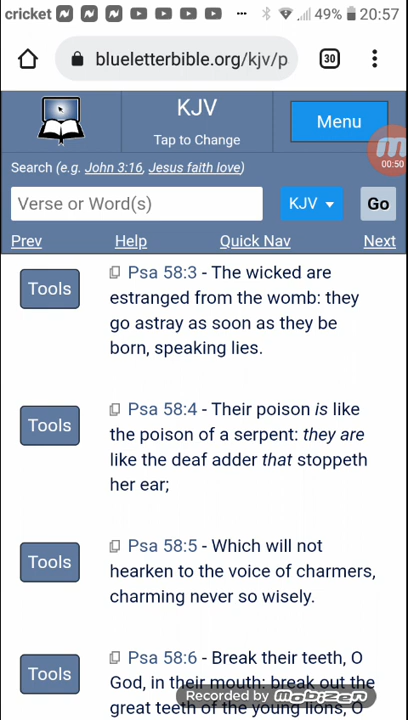 cricket 49% 20:57
blueletterbible.org/kjv/p 30
KJV
Tap to Change
Menu
00:50
Search (e.g. John 3:16, Jesus faith love)
Verse or Word(s) KJV Go
Prev Help Quick Nav Next
Tools
Psa 58:3 - The wicked are
estranged from the womb: they
go astray as soon as they be
born, speaking lies.
Tools
Psa 58:4 - Their poison is like
the poison of a serpent: they are
like the deaf adder that stoppeth
her ear;
Tools
Psa 58:5 - Which will not
hearken to the voice of charmers,
charming never so wisely.
Tools
Psa 58:6 - Break their teeth, O
God, in their mouth: break out the
great teeth of the young lions, O
Recorded by Mobizen